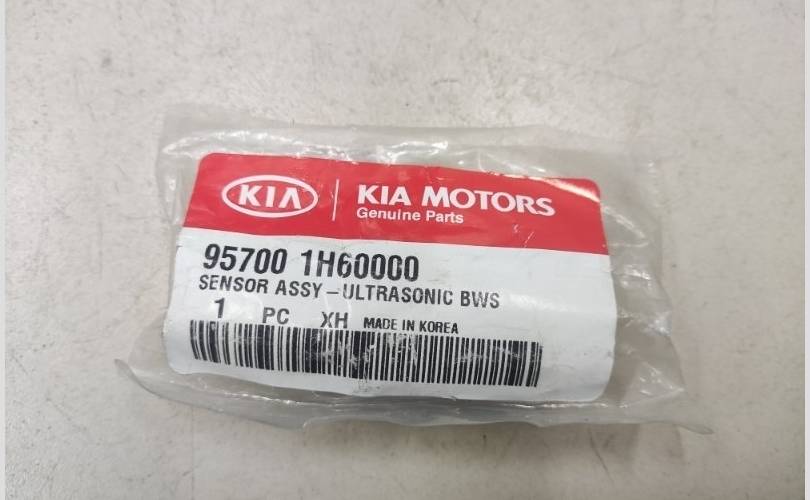 KIA
KIA MOTORS
Genuine Parts
95700 1H60000
SENSOR ASSY-ULTRASONIC BWS
1 PC XH MADE IN KOREA